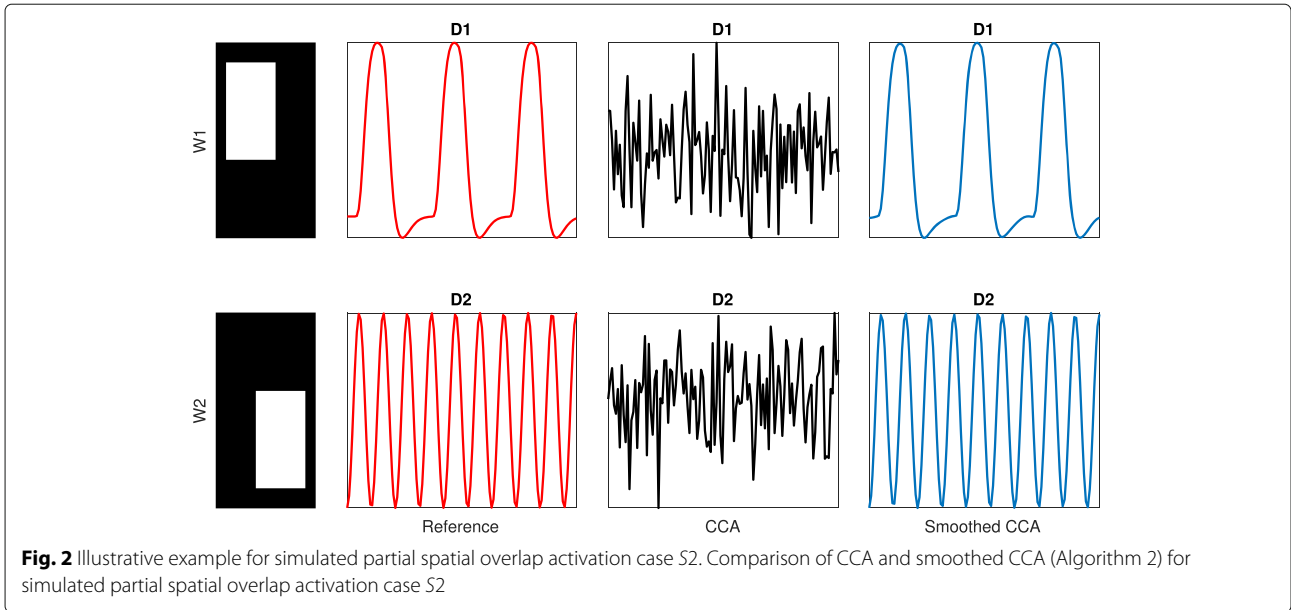 D1 D1 D1
W1
D2 D2 D2
W2
Reference CCA Smoothed CCA
Fig. 2 Illustrative example for simulated partial spatial overlap activation case S2. Comparison of CCA and smoothed CCA (Algorithm 2) for
simulated partial spatial overlap activation case S2